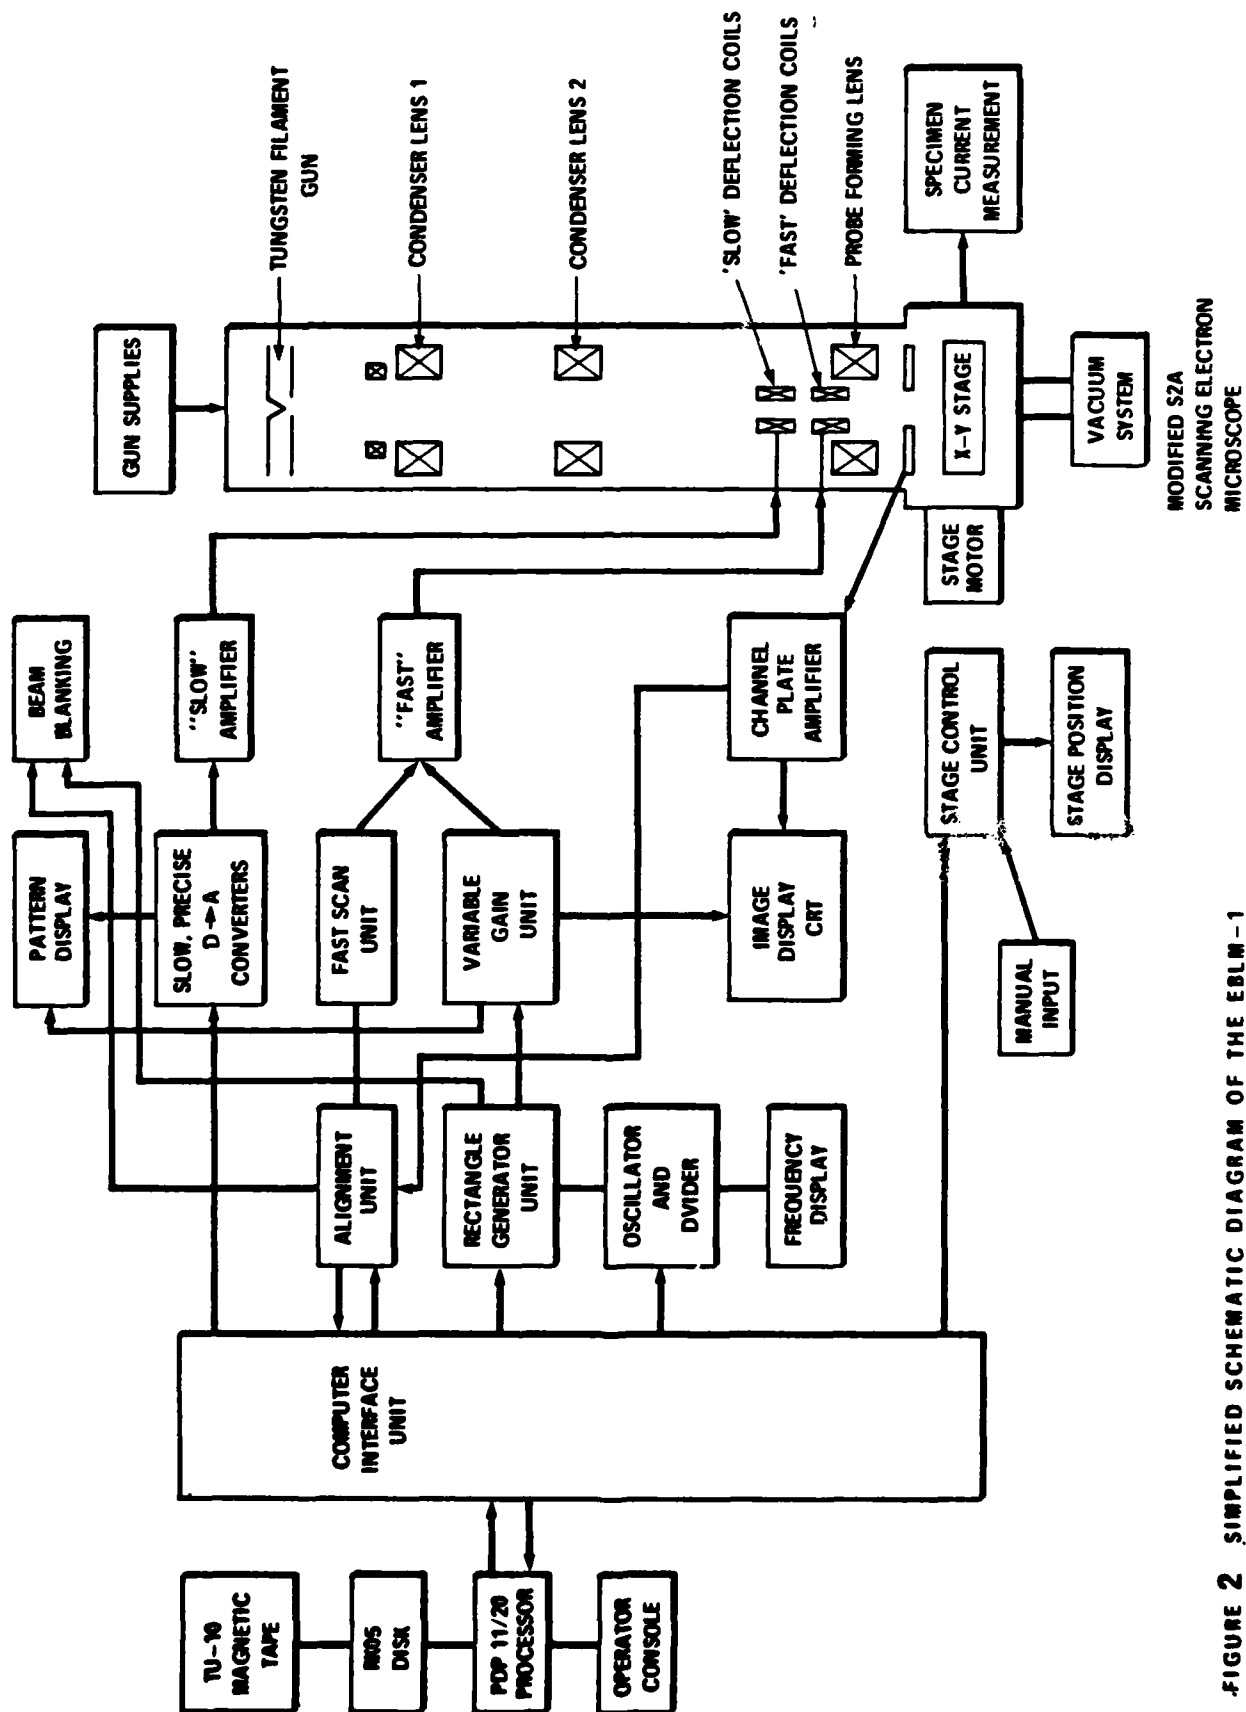 TU-10
MAGNETIC
TAPE
RK05
DISK
PDP 11/20
PROCESSOR
OPERATOR
CONSOLE
COMPUTER
INTERFACE
UNIT
ALIGNMENT
UNIT
RECTANGLE
GENERATOR
UNIT
OSCILLATOR
AND
DVIDER
FREQUENCY
DISPLAY
PATTERN
DISPLAY
SLOW, PRECISE
D→A
CONVERTERS
FAST SCAN
UNIT
VARIABLE
GAIN
UNIT
IMAGE
DISPLAY
CRT
MANUAL
INPUT
BEAM
BLANKING
"SLOW"
AMPLIFIER
"FAST"
AMPLIFIER
CHANNEL
PLATE
AMPLIFIER
STAGE CONTROL
UNIT
STAGE POSITION
DISPLAY
GUN SUPPLIES
STAGE
MOTOR
X-Y STAGE
VACUUM
SYSTEM
TUNGSTEN FILAMENT
GUN
CONDENSER LENS 1
CONDENSER LENS 2
'SLOW' DEFLECTION COILS
'FAST' DEFLECTION COILS
PROBE FORMING LENS
SPECIMEN
CURRENT
MEASUREMENT
MODIFIED S2A
SCANNING ELECTRON
MICROSCOPE
FIGURE 2 SIMPLIFIED SCHEMATIC DIAGRAM OF THE EBLM-1